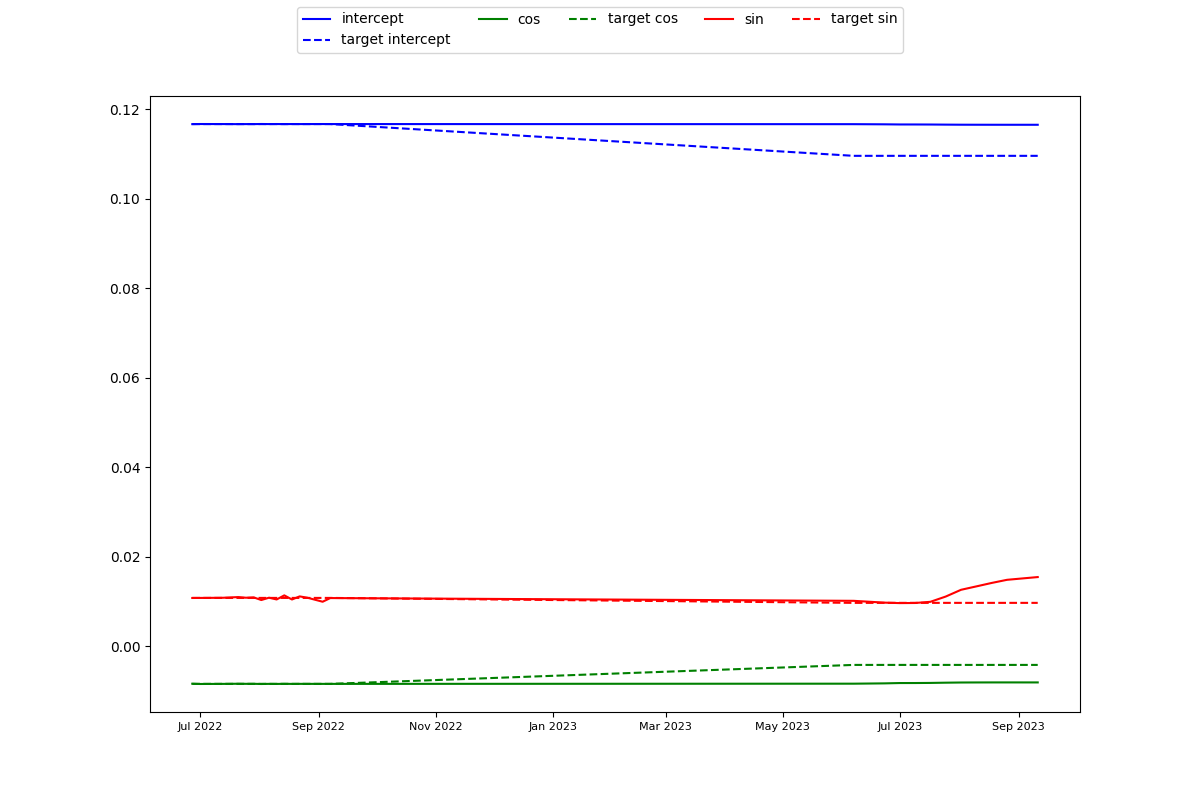 intercept cos target cos sin target sin
target intercept
0.12
0.10
0.08
0.06
0.04
0.02
0.00
Jul 2022 Sep 2022 Nov 2022 Jan 2023 Mar 2023 May 2023 Jul 2023 Sep 2023